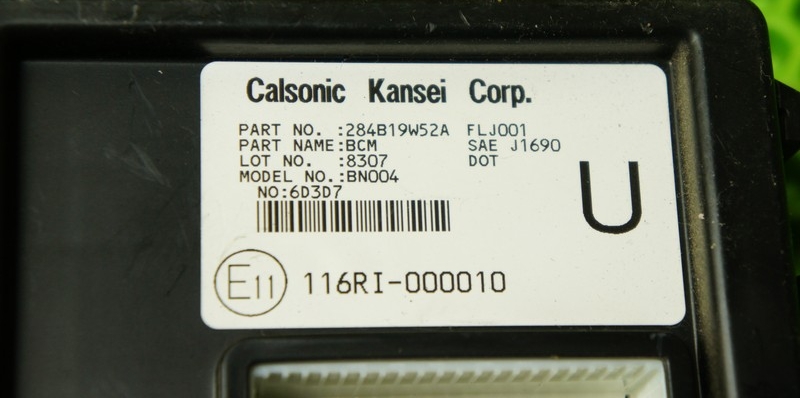 Calsonic Kansei Corp.
PART NO. :284B19W52A FLJ001
PART NAME:BCM SAE J1690
LOT NO. :8307 DOT
MODEL NO.:BN004
NO:6D3D7
U
E11 116RI-000010